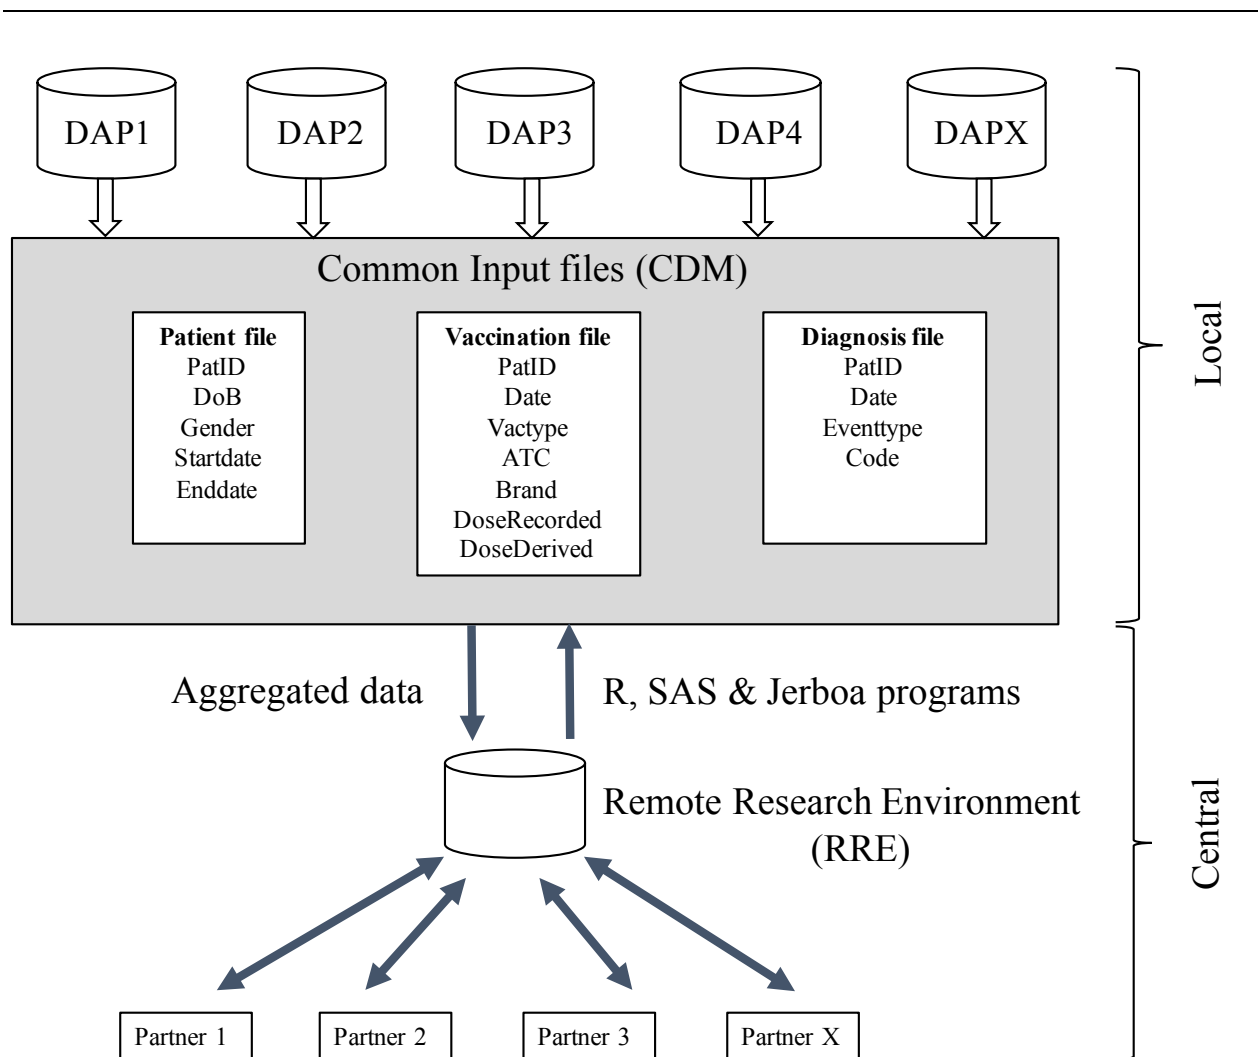 DAP1
DAP2
DAP3
DAP4
DAPX
Common Input files (CDM)
Patient file
PatID
DoB
Gender
Startdate
Enddate
Vaccination file
PatID
Date
Vactype
ATC
Brand
DoseRecorded
DoseDerived
Diagnosis file
PatID
Date
Eventtype
Code
Local
Aggregated data
R, SAS & Jerboa programs
Remote Research Environment
(RRE)
Central
Partner 1
Partner 2
Partner 3
Partner X